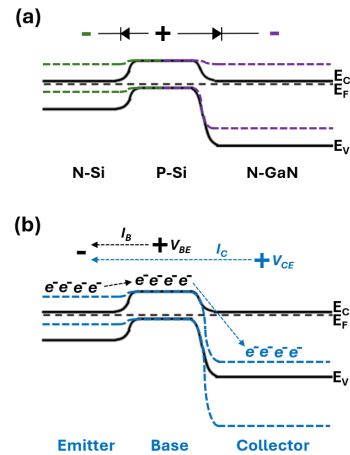 (a)
- + -
E_C
E_F
E_V
N-Si P-Si N-GaN
(b)
I_B
- + V_BE
I_C
+ V_CE
e⁻e⁻e⁻e⁻ e⁻e⁻e⁻e⁻
E_C
E_F
e⁻e⁻e⁻e⁻
E_V
Emitter Base Collector